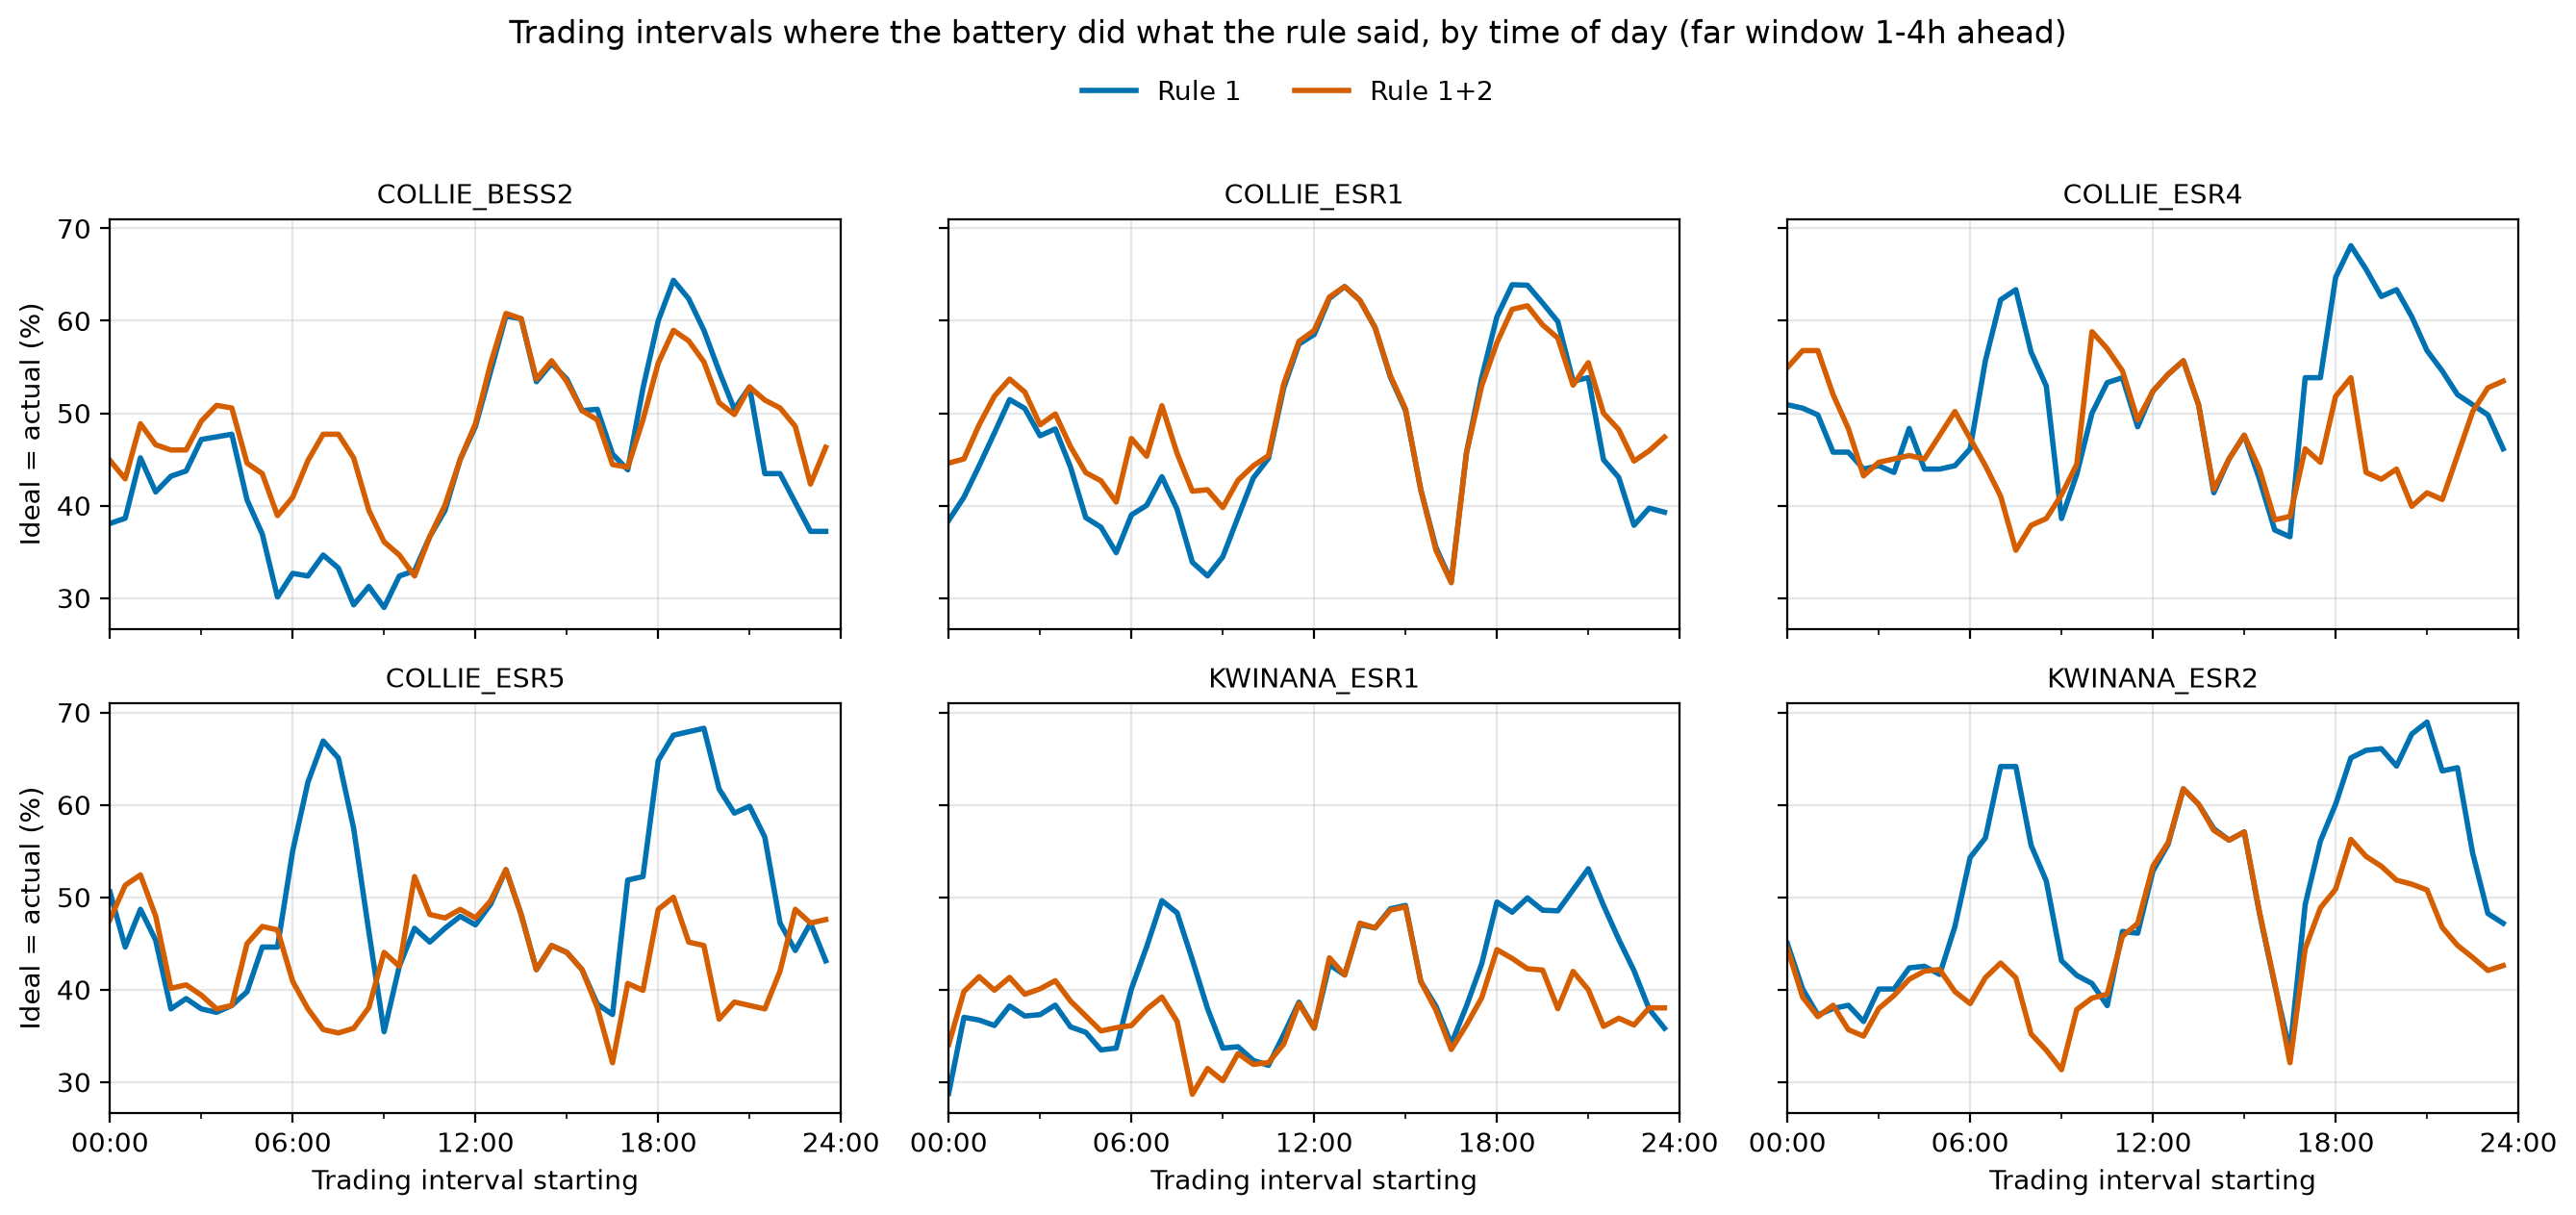 Trading intervals where the battery did what the rule said, by time of day (far window 1-4h ahead)
Rule 1
Rule 1+2
COLLIE_BESS2
COLLIE_ESR1
COLLIE_ESR4
Ideal = actual (%)
70
60
50
40
30
COLLIE_ESR5
KWINANA_ESR1
KWINANA_ESR2
Ideal = actual (%)
70
60
50
40
30
00:00 06:00 12:00 18:00 24:00
00:00 06:00 12:00 18:00 24:00
00:00 06:00 12:00 18:00 24:00
Trading interval starting
Trading interval starting
Trading interval starting